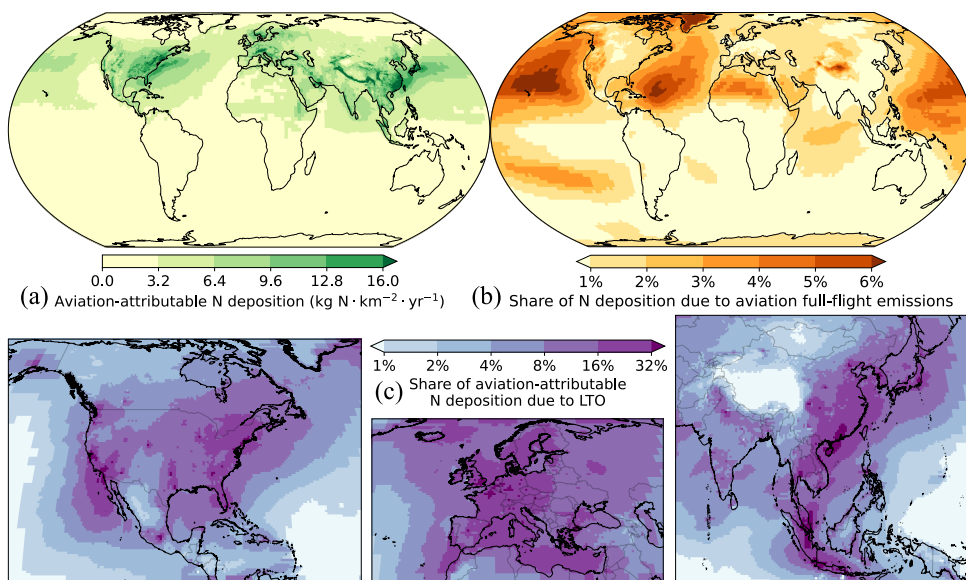 0.0 3.2 6.4 9.6 12.8 16.0
(a) Aviation-attributable N deposition (kg N · km⁻² · yr⁻¹)
1% 2% 3% 4% 5% 6%
(b) Share of N deposition due to aviation full-flight emissions
1% 2% 4% 8% 16% 32%
(c) Share of aviation-attributable
N deposition due to LTO